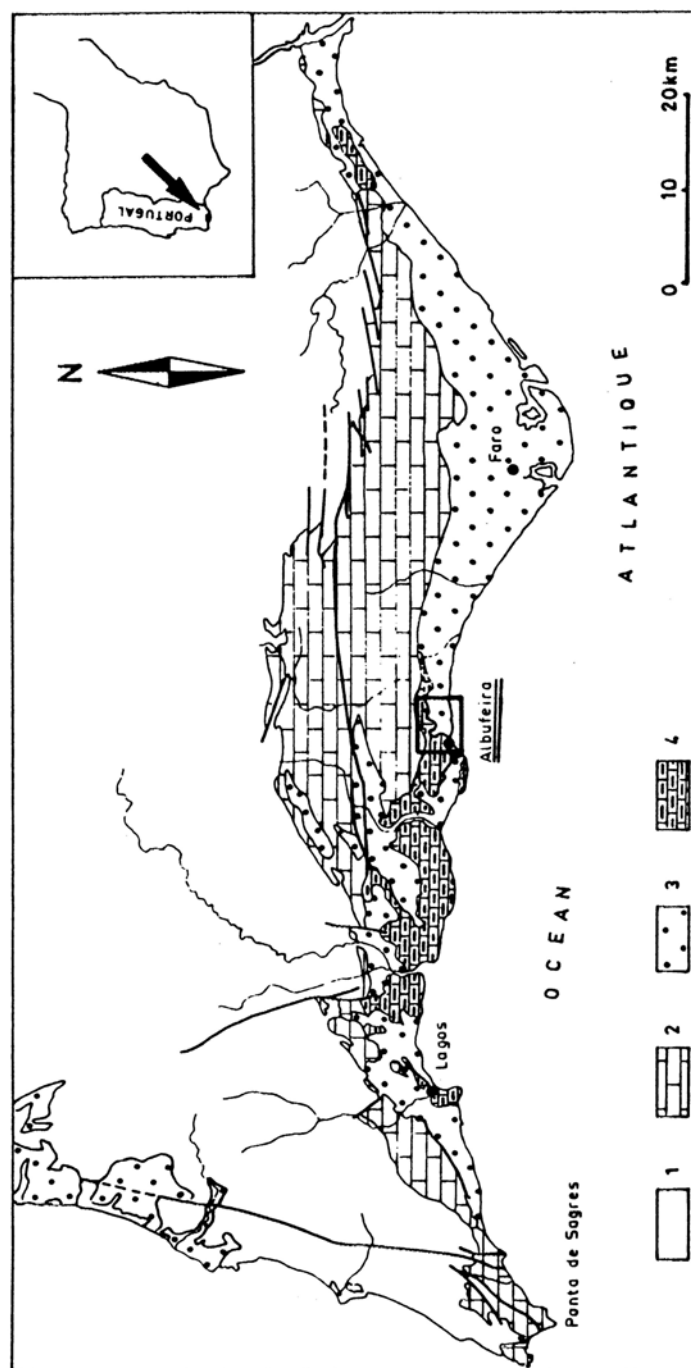 PORTUGAL
N
Faro
Albufeira
Lagos
Ponta de Sagres
OCEAN
ATLANTIQUE
0 10 20km
1 2 3 4